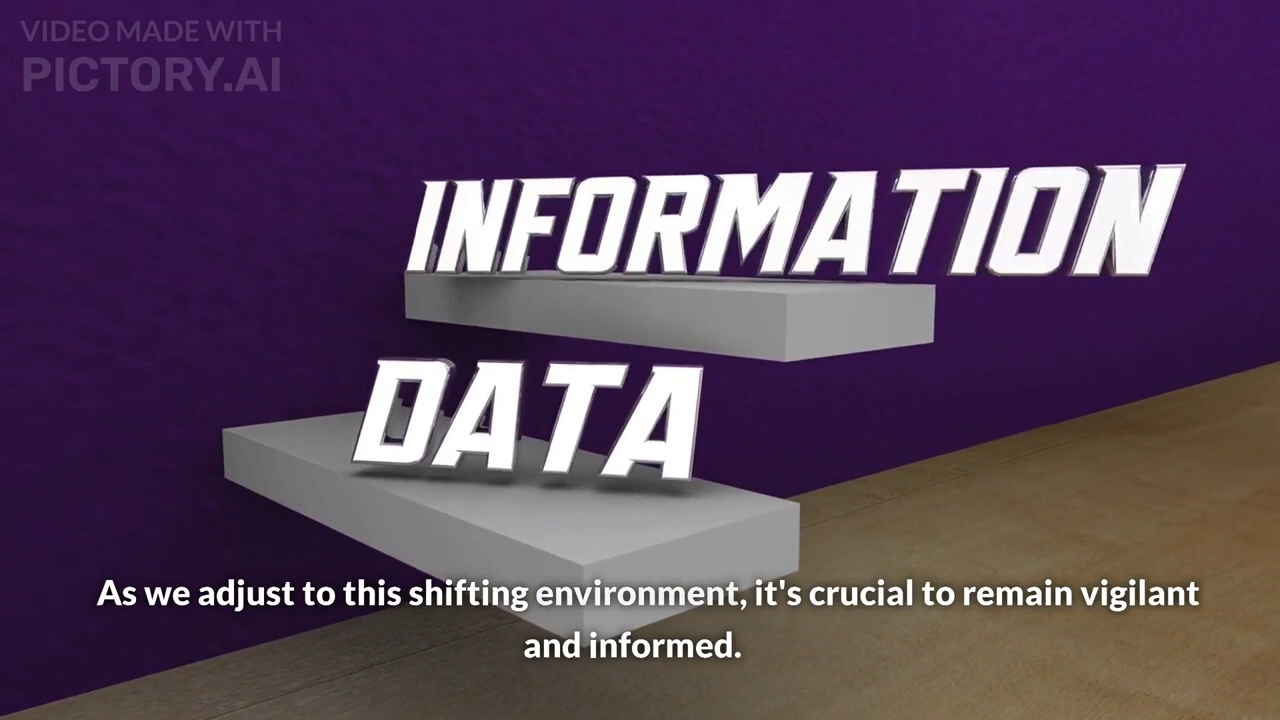 VIDEO MADE WITH
PICTORY.AI
INFORMATION
DATA
As we adjust to this shifting environment, it's crucial to remain vigilant
and informed.